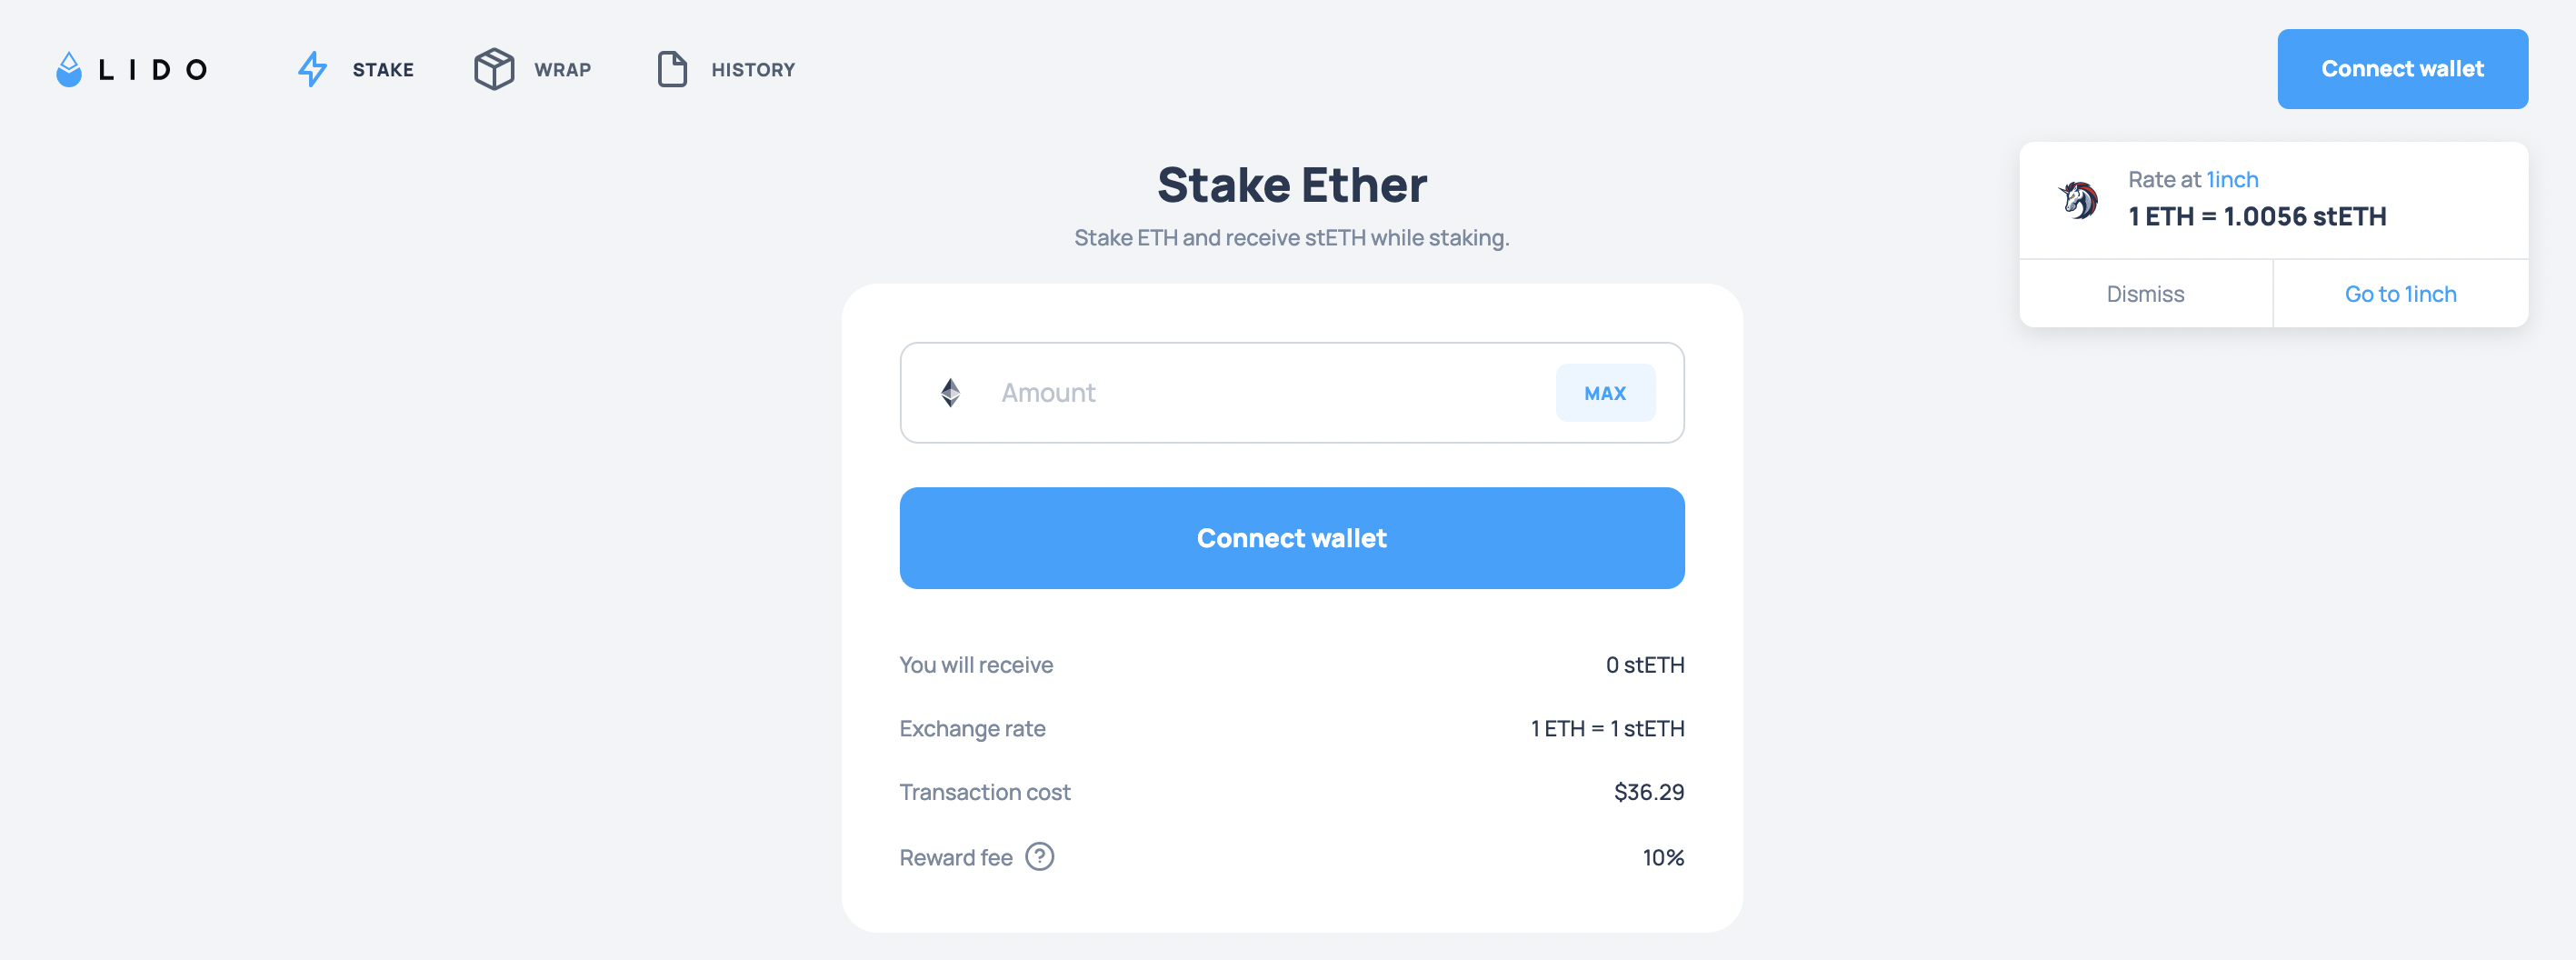 LIDO STAKE WRAP HISTORY Connect wallet
Rate at 1inch
1 ETH = 1.0056 stETH
Dismiss Go to 1inch
Stake Ether
Stake ETH and receive stETH while staking.
Amount MAX
Connect wallet
You will receive 0 stETH
Exchange rate 1 ETH = 1 stETH
Transaction cost $36.29
Reward fee ? 10%